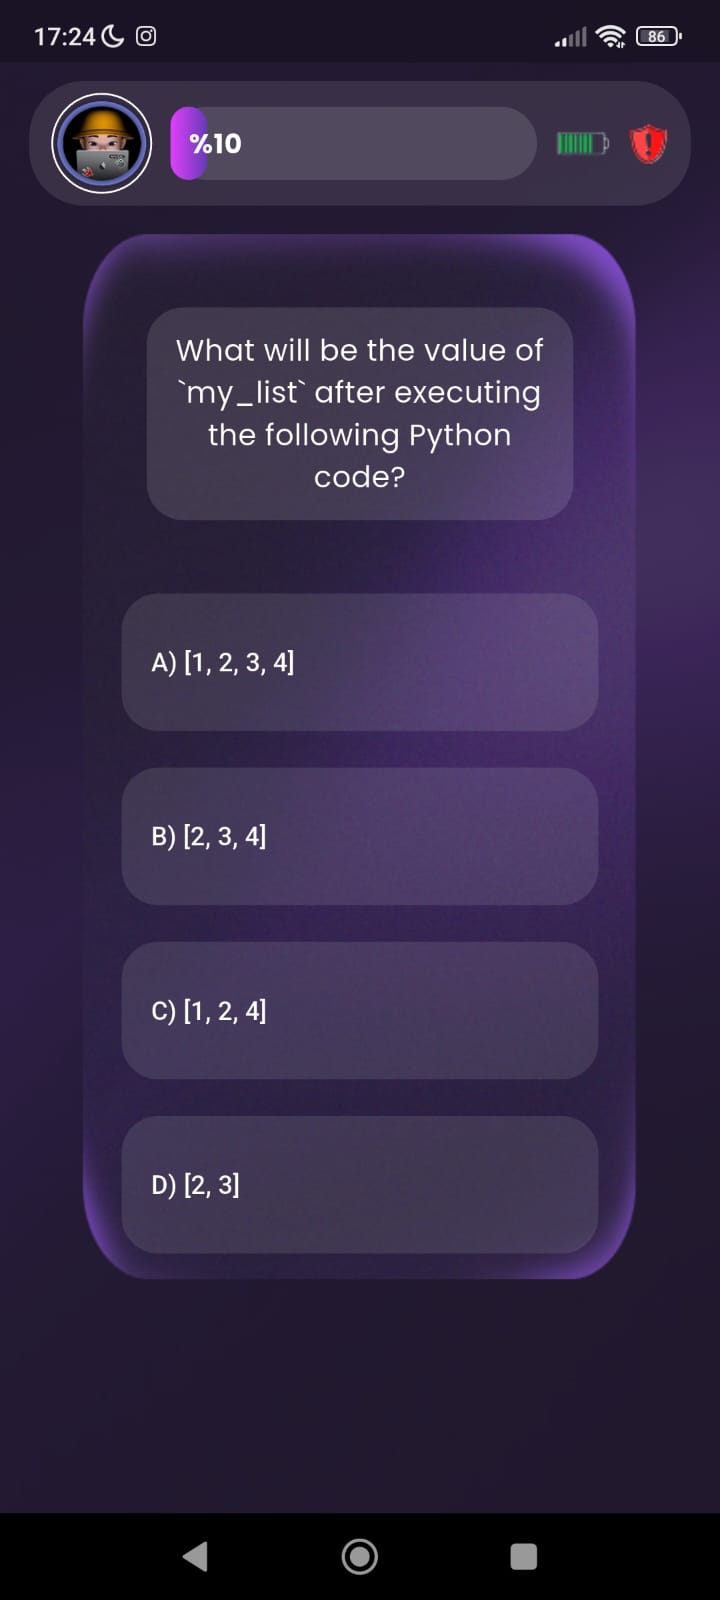 17:24
86
%10
What will be the value of
`my_list` after executing
the following Python
code?
A) [1, 2, 3, 4]
B) [2, 3, 4]
C) [1, 2, 4]
D) [2, 3]